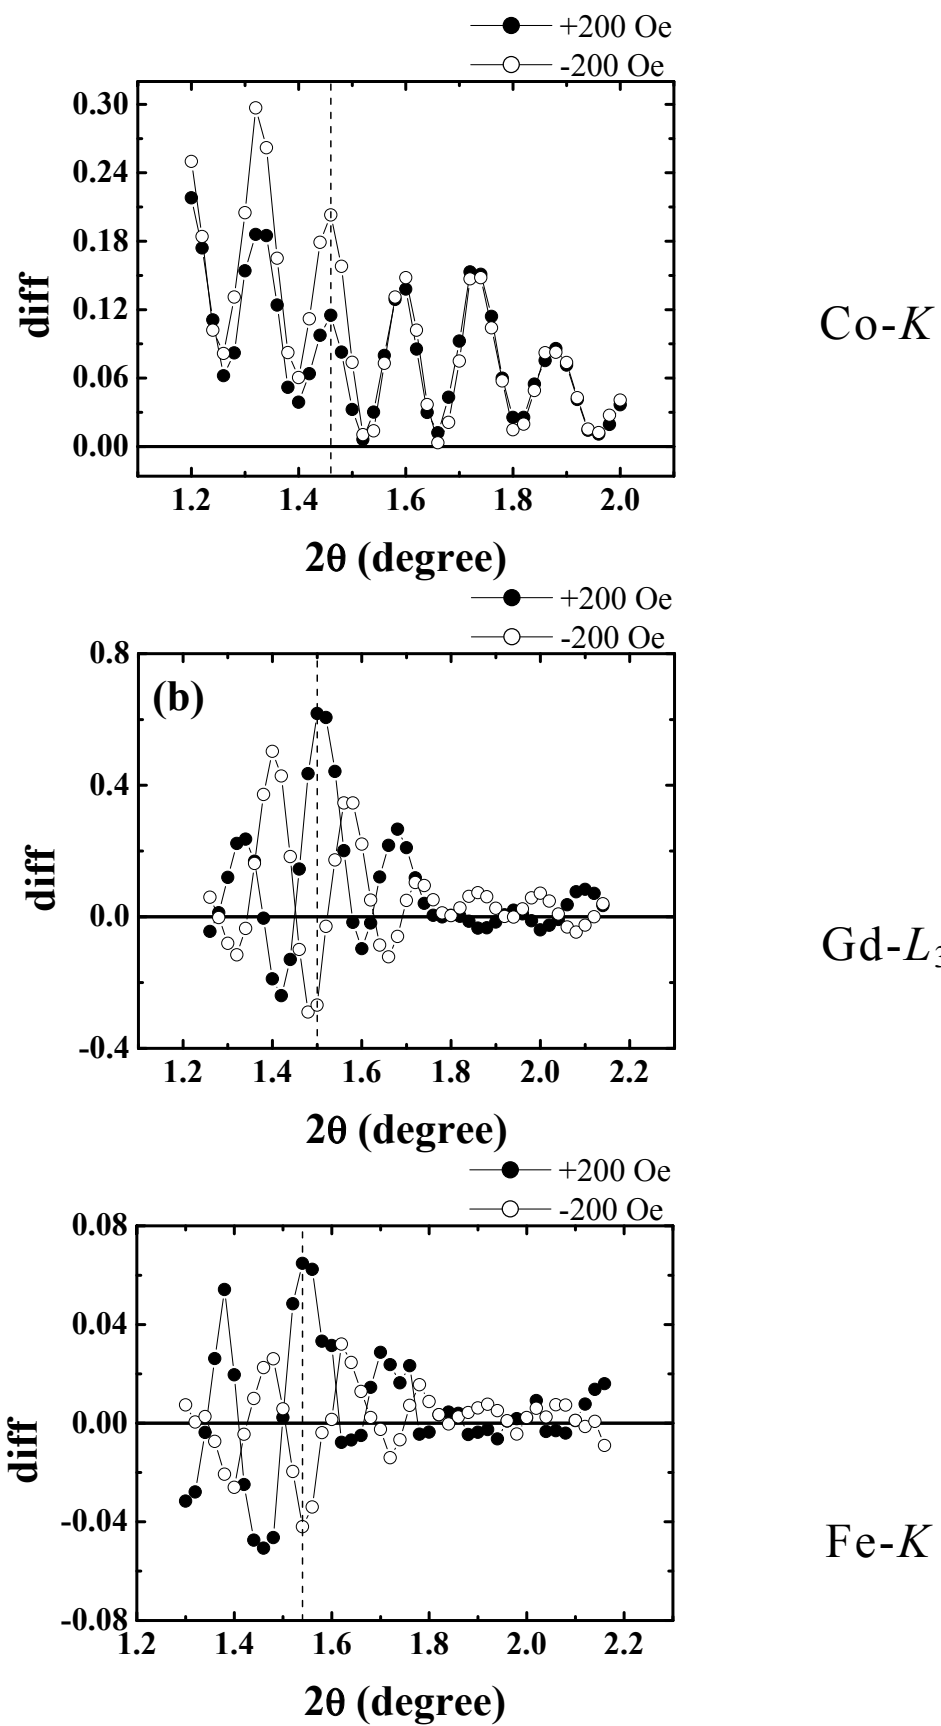 +200 Oe
-200 Oe
0.30
0.24
0.18
0.12
0.06
0.00
diff
1.2 1.4 1.6 1.8 2.0
2θ (degree)
Co-K
+200 Oe
-200 Oe
(b)
0.8
0.4
0.0
-0.4
diff
1.2 1.4 1.6 1.8 2.0 2.2
2θ (degree)
Gd-L₃
+200 Oe
-200 Oe
0.08
0.04
0.00
-0.04
-0.08
diff
1.2 1.4 1.6 1.8 2.0 2.2
2θ (degree)
Fe-K